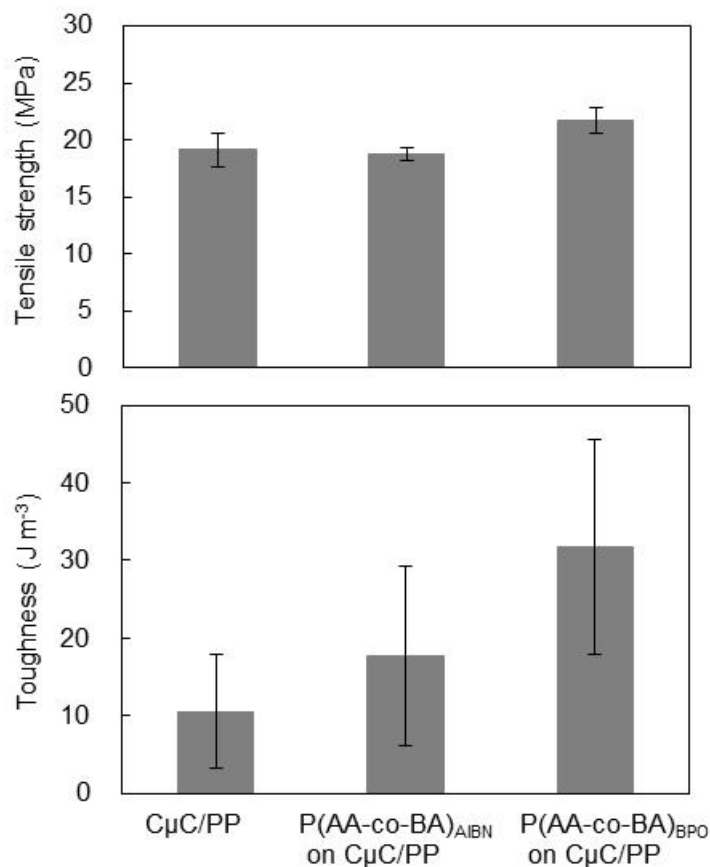 Tensile strength (MPa)
30
25
20
15
10
5
0
Toughness (J m⁻³)
50
40
30
20
10
0
CµC/PP
P(AA-co-BA)AIBN
on CµC/PP
P(AA-co-BA)BPO
on CµC/PP